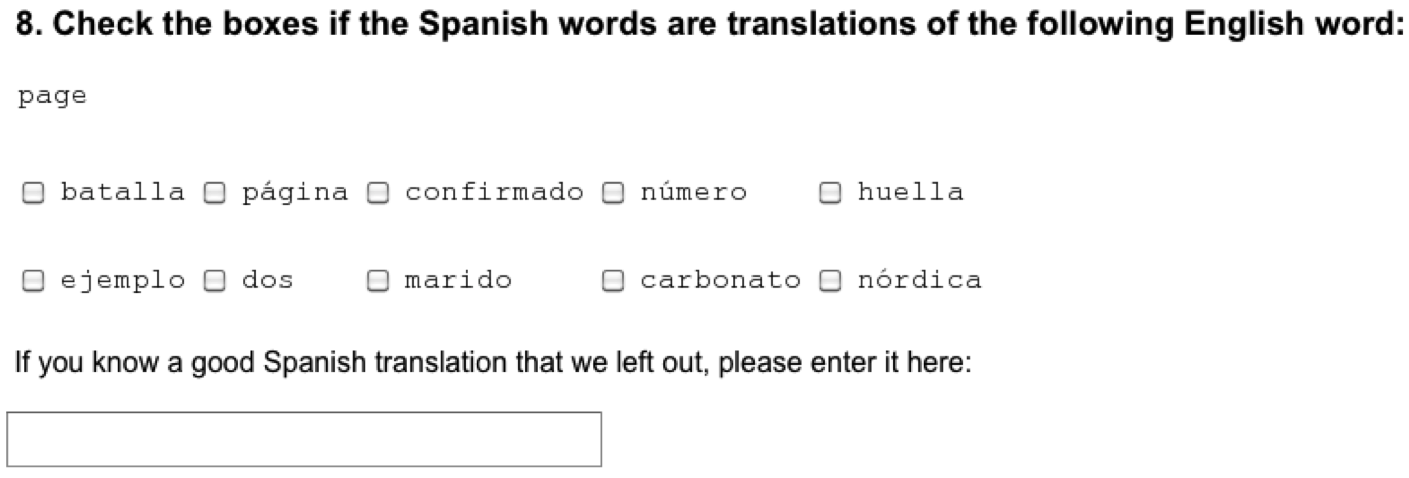 8. Check the boxes if the Spanish words are translations of the following English word:
page
batalla página confirmado número huella
ejemplo dos marido carbonato nórdica
If you know a good Spanish translation that we left out, please enter it here: